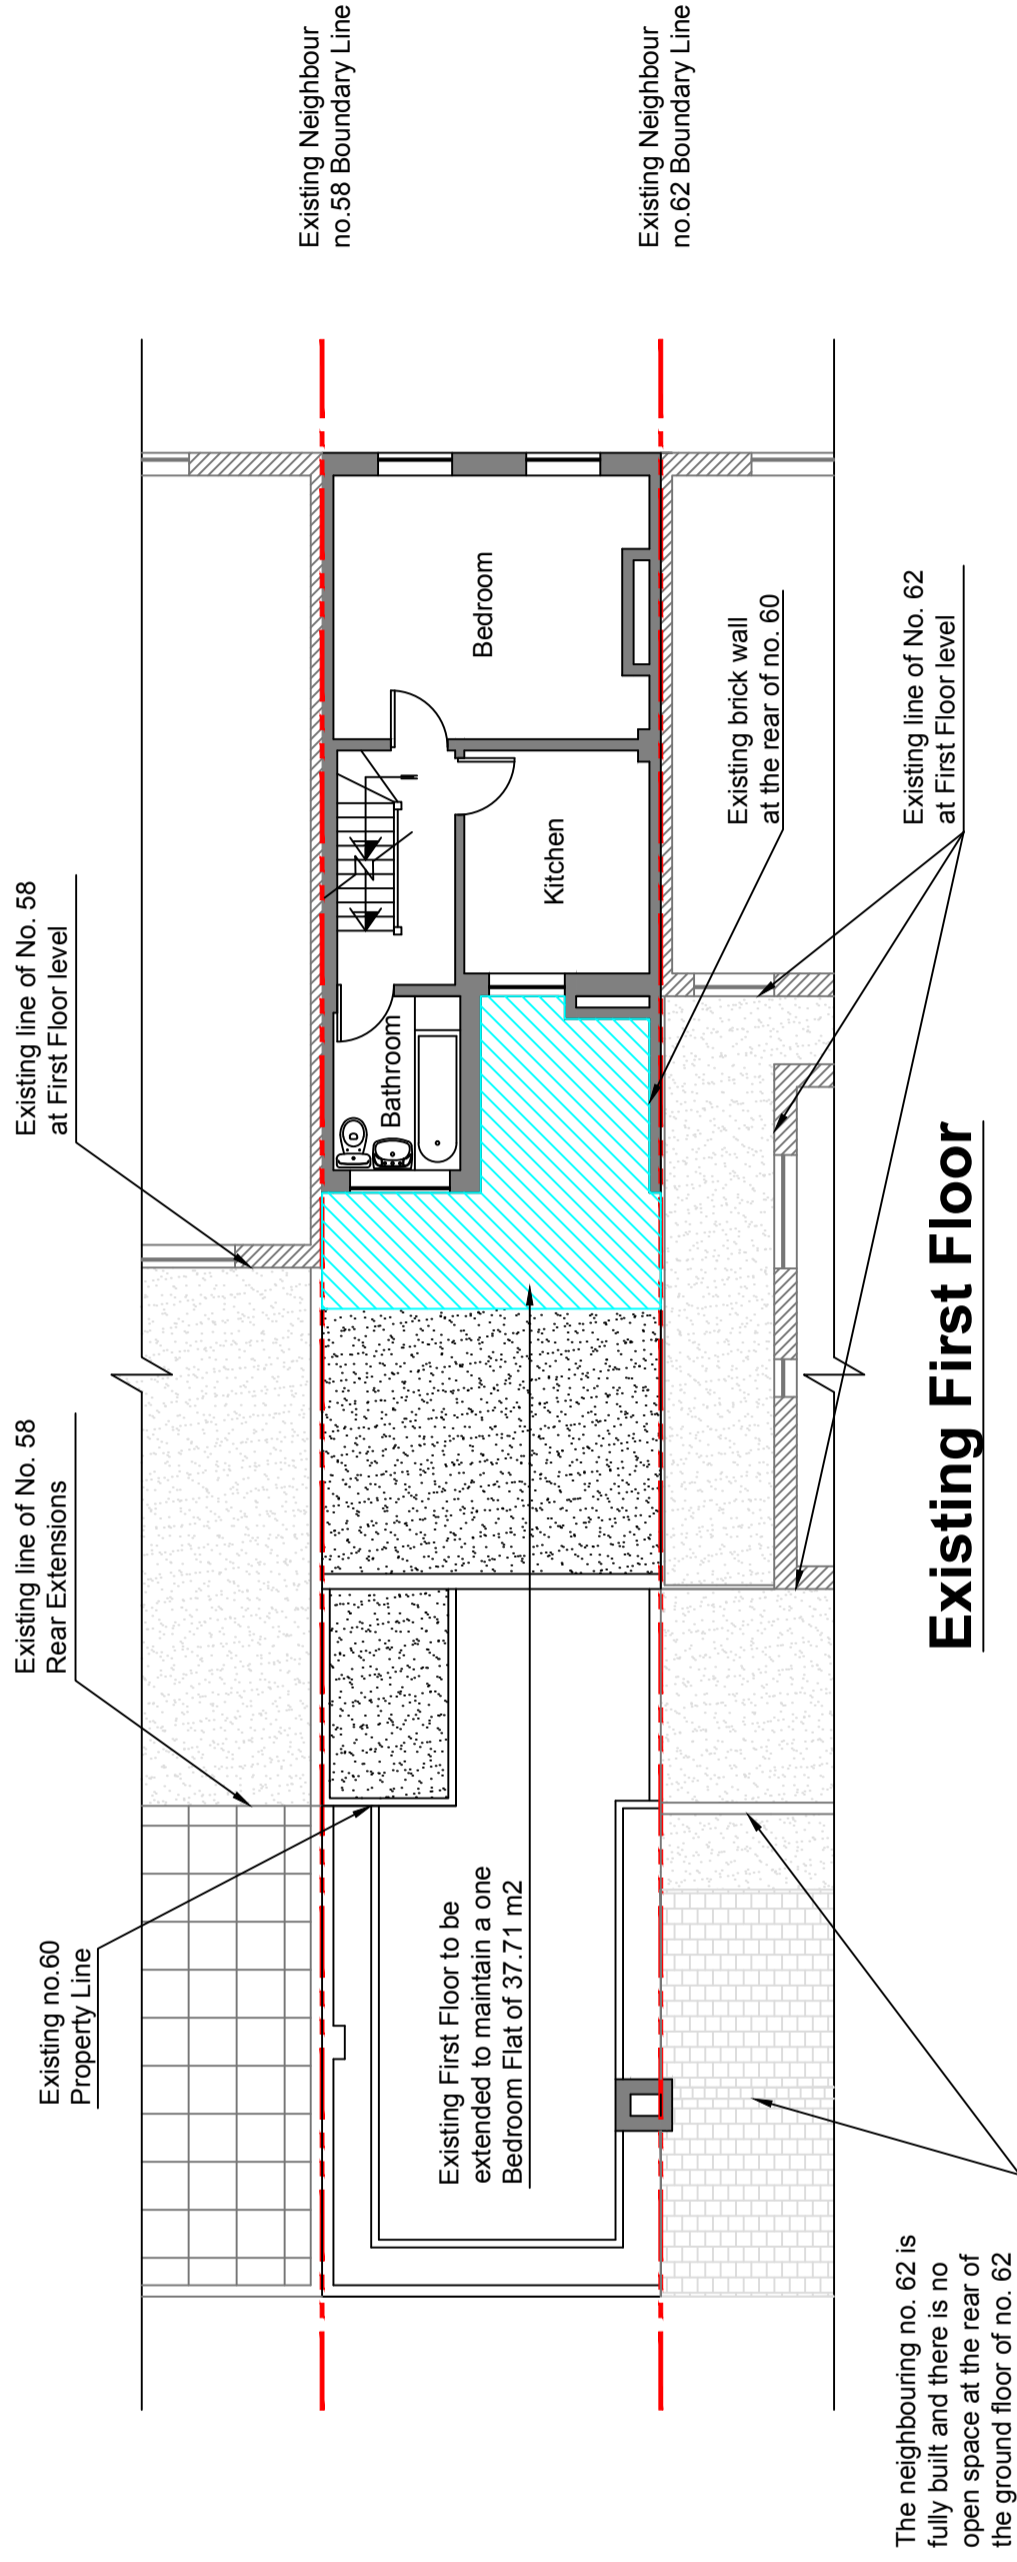 Existing line of No. 58
Rear Extensions
Existing line of No. 58
at First Floor level
Existing no.60
Property Line
Existing Neighbour
no.58 Boundary Line
Existing Neighbour
no.62 Boundary Line
Bathroom
Bedroom
Kitchen
Existing First Floor to be
extended to maintain a one
Bedroom Flat of 37.71 m2
Existing brick wall
at the rear of no. 60
Existing line of No. 62
at First Floor level
The neighbouring no. 62 is
fully built and there is no
open space at the rear of
the ground floor of no. 62
Existing First Floor